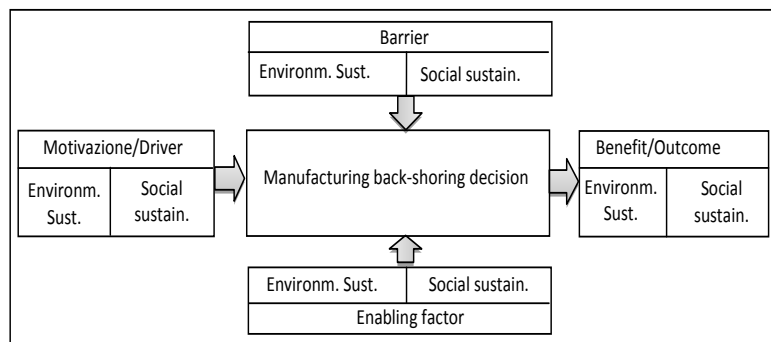 Barrier
Environm. Sust.
Social sustain.
Motivazione/Driver
Environm.
Sust.
Social
sustain.
Manufacturing back-shoring decision
Benefit/Outcome
Environm.
Sust.
Social
sustain.
Environm. Sust.
Social sustain.
Enabling factor